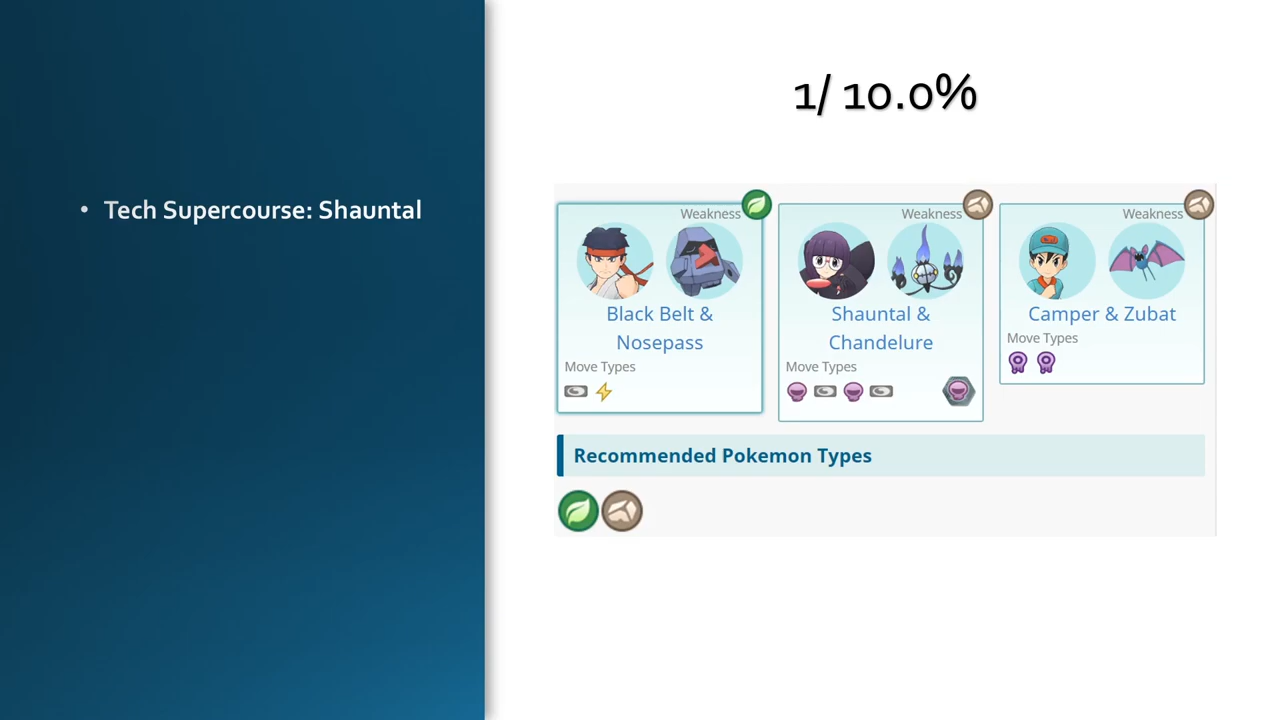 1/ 10.0%
• Tech Supercourse: Shauntal
Weakness
Weakness
Weakness
Black Belt &
Nosepass
Shauntal &
Chandelure
Camper & Zubat
Move Types
Move Types
Move Types
Recommended Pokemon Types